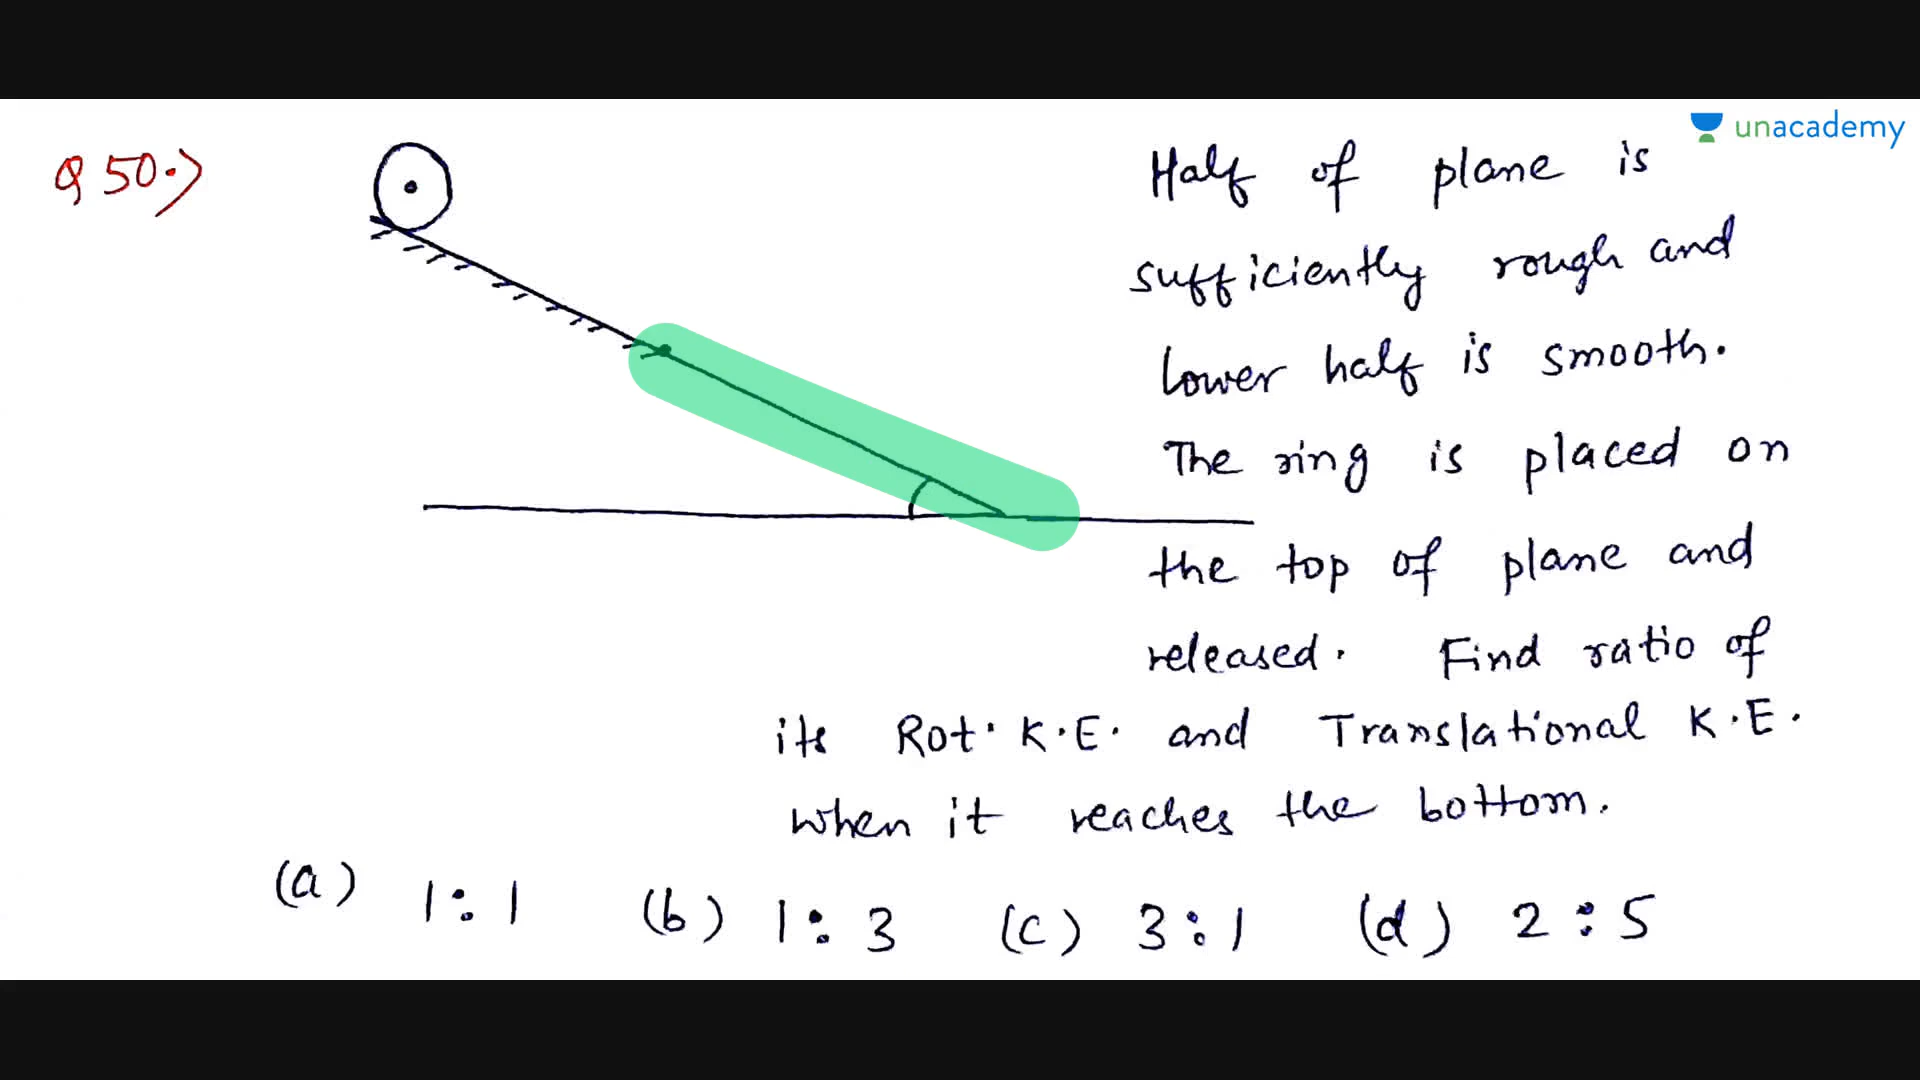 unacademy
Q 50.)
Half of plane is
sufficiently rough and
lower half is smooth.
The ring is placed on
the top of plane and
released. Find ratio of
its Rot. K.E. and Translational K.E.
when it reaches the bottom.
(a) 1:1 (b) 1:3 (c) 3:1 (d) 2:5